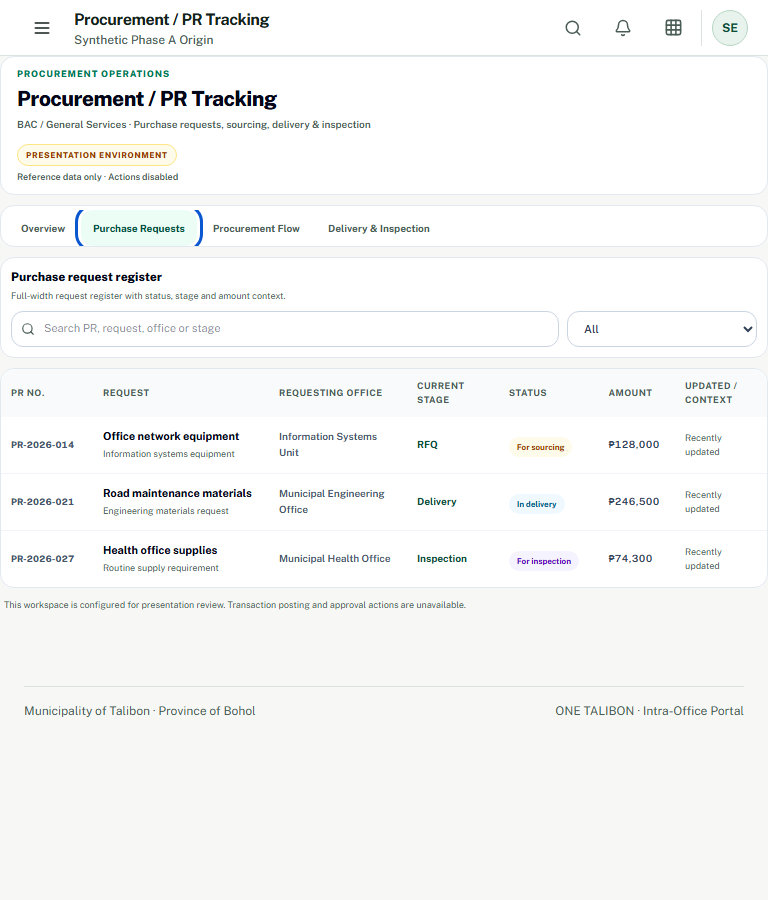 Procurement / PR Tracking
Synthetic Phase A Origin
SE
PROCUREMENT OPERATIONS
Procurement / PR Tracking
BAC / General Services · Purchase requests, sourcing, delivery & inspection
PRESENTATION ENVIRONMENT
Reference data only · Actions disabled
Overview
Purchase Requests
Procurement Flow
Delivery & Inspection
Purchase request register
Full-width request register with status, stage and amount context.
Search PR, request, office or stage
All
PR NO.
REQUEST
REQUESTING OFFICE
CURRENT
STAGE
STATUS
AMOUNT
UPDATED /
CONTEXT
PR-2026-014
Office network equipment
Information systems equipment
Information Systems
Unit
RFQ
For sourcing
₱128,000
Recently
updated
PR-2026-021
Road maintenance materials
Engineering materials request
Municipal Engineering
Office
Delivery
In delivery
₱246,500
Recently
updated
PR-2026-027
Health office supplies
Routine supply requirement
Municipal Health Office
Inspection
For inspection
₱74,300
Recently
updated
This workspace is configured for presentation review. Transaction posting and approval actions are unavailable.
Municipality of Talibon · Province of Bohol
ONE TALIBON · Intra-Office Portal